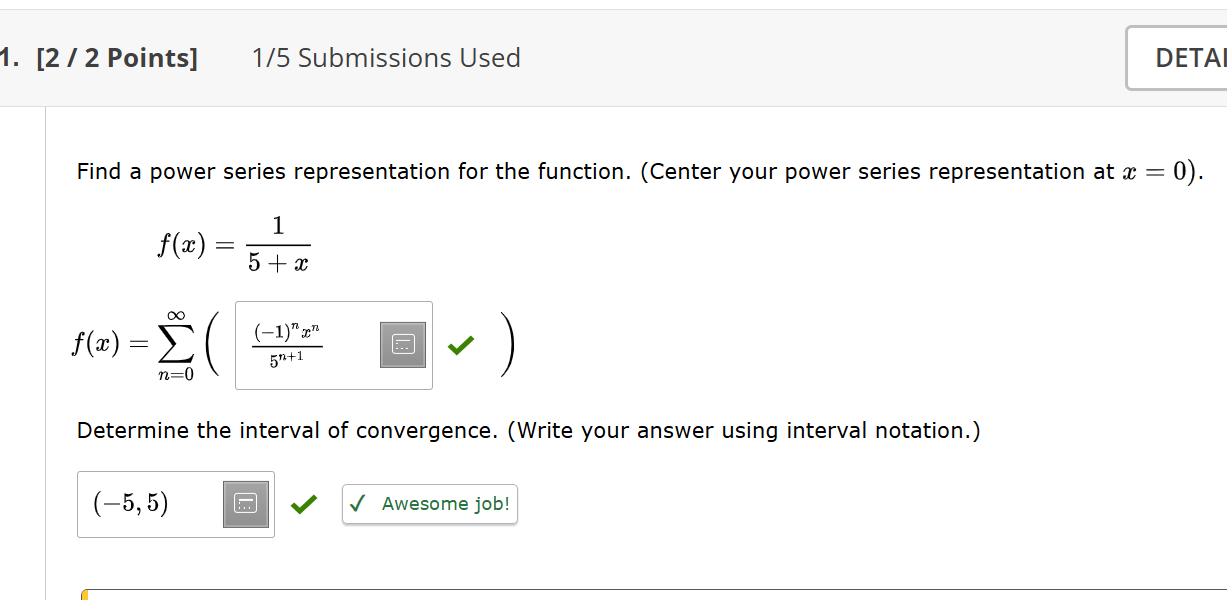 1. [2 / 2 Points] 1/5 Submissions Used DETAI
Find a power series representation for the function. (Center your power series representation at x = 0).
f(x) = 1 / (5 + x)
f(x) = ∑_{n=0}^{∞} ( (−1)^n x^n / 5^{n+1} ✓ )
Determine the interval of convergence. (Write your answer using interval notation.)
(−5, 5) ✓ ✓ Awesome job!